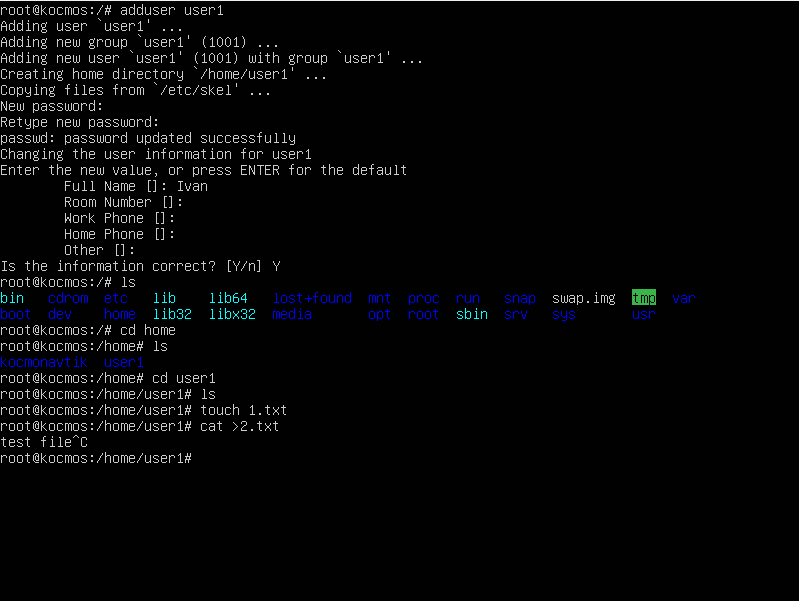 root@kocmos:/# adduser user1
Adding user `user1' ...
Adding new group `user1' (1001) ...
Adding new user `user1' (1001) with group `user1' ...
Creating home directory `/home/user1' ...
Copying files from `/etc/skel' ...
New password:
Retype new password:
passwd: password updated successfully
Changing the user information for user1
Enter the new value, or press ENTER for the default
        Full Name []: Ivan
        Room Number []:
        Work Phone []:
        Home Phone []:
        Other []:
Is the information correct? [Y/n] Y
root@kocmos:/# ls
bin   cdrom  etc   lib    lib64   lost+found  mnt  proc  run   snap  swap.img  tmp  var
boot  dev    home  lib32  libx32  media       opt  root  sbin  srv   sys       usr
root@kocmos:/# cd home
root@kocmos:/home# ls
kocmonavtik  user1
root@kocmos:/home# cd user1
root@kocmos:/home/user1# ls
root@kocmos:/home/user1# touch 1.txt
root@kocmos:/home/user1# cat >2.txt
test file^C
root@kocmos:/home/user1#